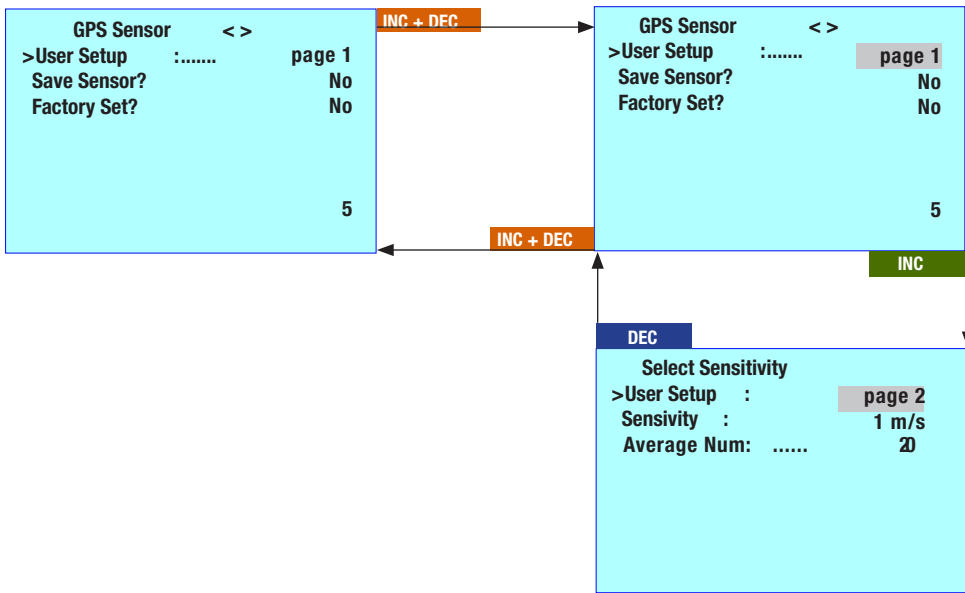 GPS Sensor < >
>User Setup :....... page 1
Save Sensor? No
Factory Set? No
5
INC + DEC
GPS Sensor < >
>User Setup :....... page 1
Save Sensor? No
Factory Set? No
5
INC + DEC
INC
DEC
Select Sensitivity
>User Setup : page 2
Sensivity : 1 m/s
Average Num: ...... 20